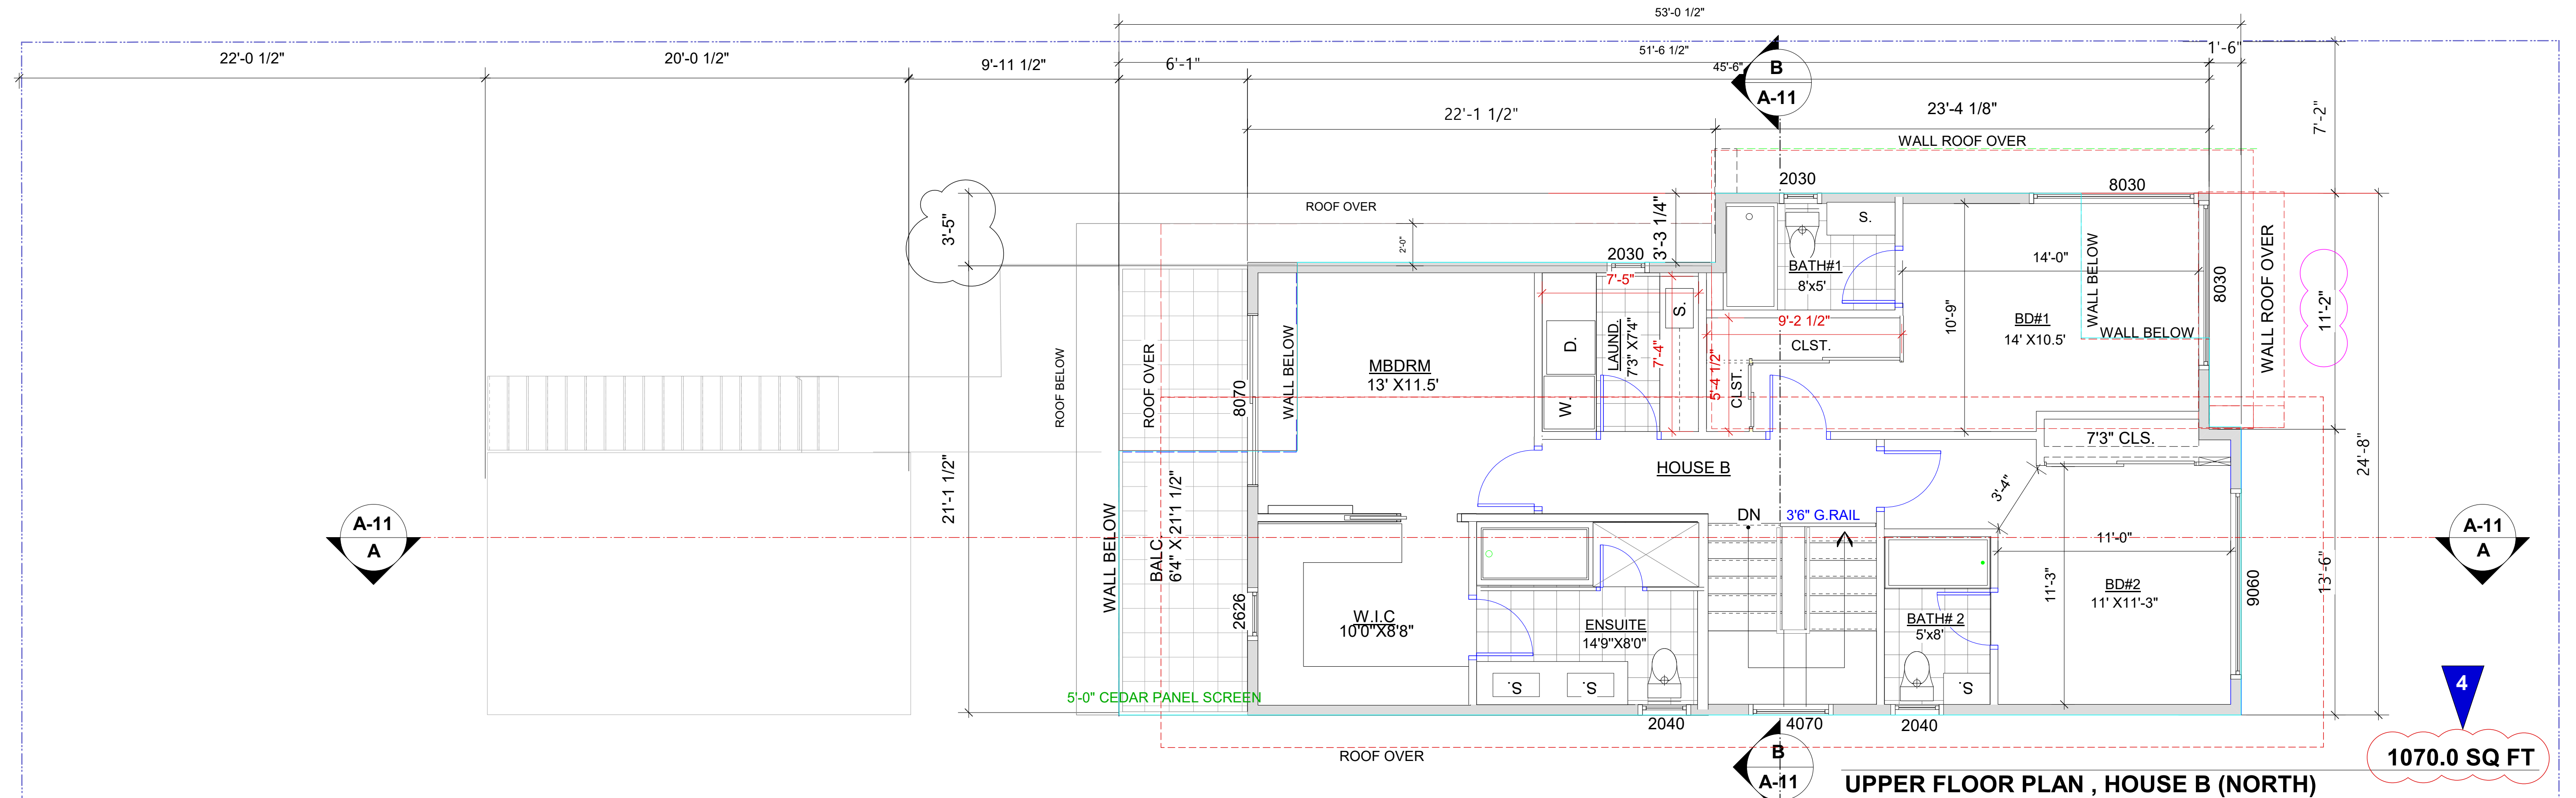 53'-0 1/2"
22'-0 1/2"
20'-0 1/2"
9'-11 1/2"
6'-1"
51'-6 1/2"
1'-6"
45'-6"
B
A-11
22'-1 1/2"
23'-4 1/8"
7'-2"
WALL ROOF OVER
2030
8030
ROOF OVER
3'-5"
2'-0"
3'-3 1/4"
S.
2030
7'-5"
BATH#1
8'x5'
14'-0"
WALL BELOW
8030
WALL ROOF OVER
11'-2"
S.
10'-9"
BD#1
14' X10.5'
WALL BELOW
9'-2 1/2"
CLST.
D.
LAUND.
7'3" X7'4"
7'-4"
5'-4 1/2"
CLST.
ROOF BELOW
ROOF OVER
8070
WALL BELOW
MBDRM
13' X11.5'
W.
7'3" CLS.
24'-8"
HOUSE B
3'-4"
21'-1 1/2"
A-11
A
WALL BELOW
BALC.
6'4" X 21'1 1/2"
DN
3'6" G.RAIL
11'-0"
A-11
A
11'-3"
BD#2
11' X11'-3"
9060
13'-6"
2626
W.I.C
10'0"X8'8"
ENSUITE
14'9"X8'0"
BATH# 2
5'x8'
S.
S.
S.
5'-0" CEDAR PANEL SCREEN
4
2040
4070
2040
ROOF OVER
B
A-11
1070.0 SQ FT
UPPER FLOOR PLAN , HOUSE B (NORTH)